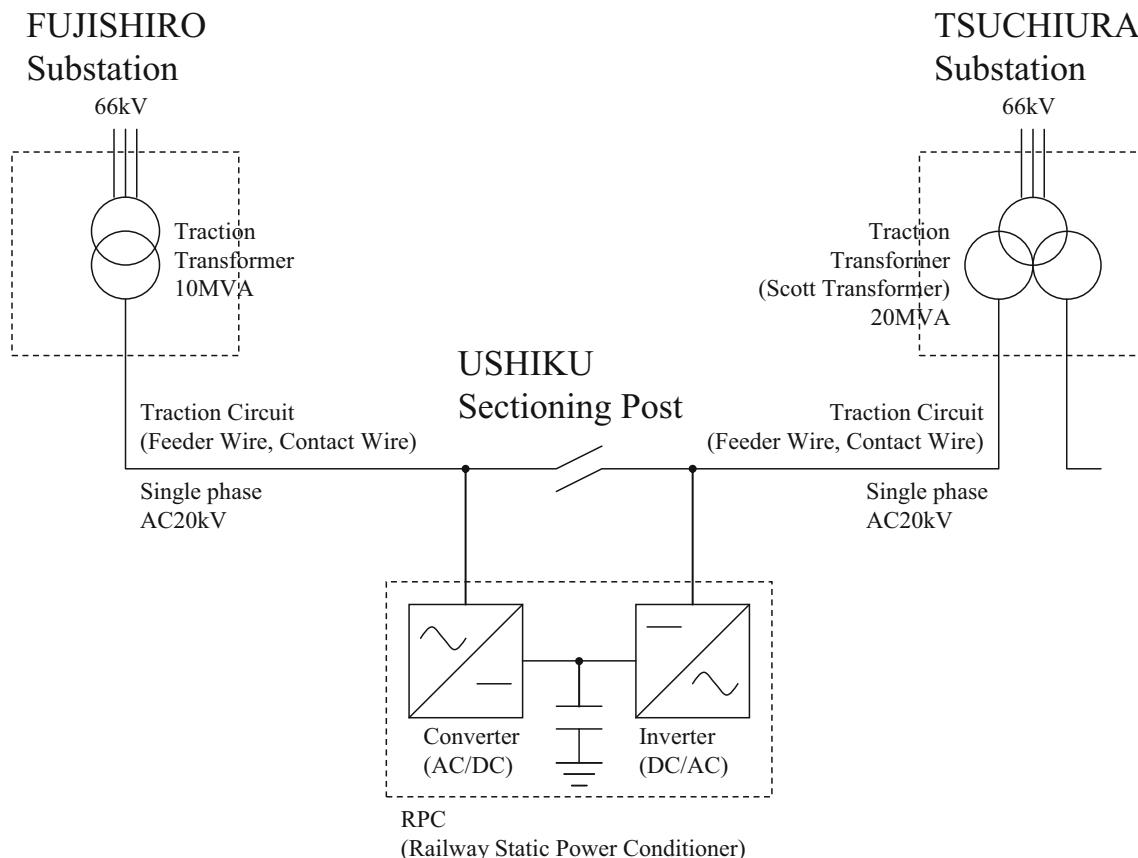 FUJISHIRO
Substation
66kV
Traction
Transformer
10MVA
TSUCHIURA
Substation
66kV
Traction
Transformer
(Scott Transformer)
20MVA
USHIKU
Sectioning Post
Traction Circuit
(Feeder Wire, Contact Wire)
Single phase
AC20kV
Traction Circuit
(Feeder Wire, Contact Wire)
Single phase
AC20kV
Converter
(AC/DC)
Inverter
(DC/AC)
RPC
(Railway Static Power Conditioner)